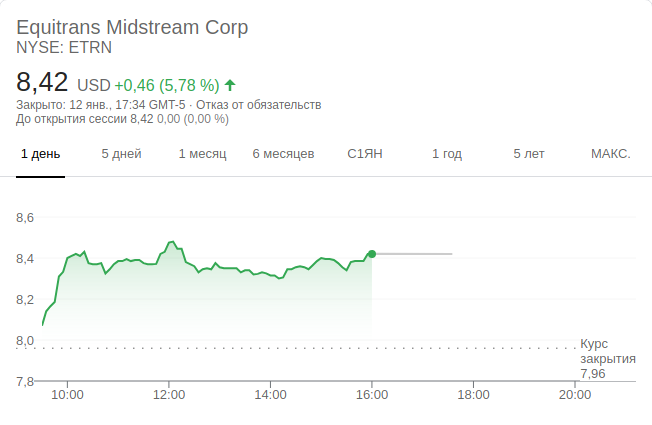 Equitrans Midstream Corp
NYSE: ETRN
8,42 USD +0,46 (5,78 %)
Закрыто: 12 янв., 17:34 GMT-5 · Отказ от обязательств
До открытия сессии 8,42 0,00 (0,00 %)
1 день 5 дней 1 месяц 6 месяцев С1ЯН 1 год 5 лет МАКС.
8,6
8,4
8,2
8,0
Курс
закрытия
7,96
7,8
10:00 12:00 14:00 16:00 18:00 20:00